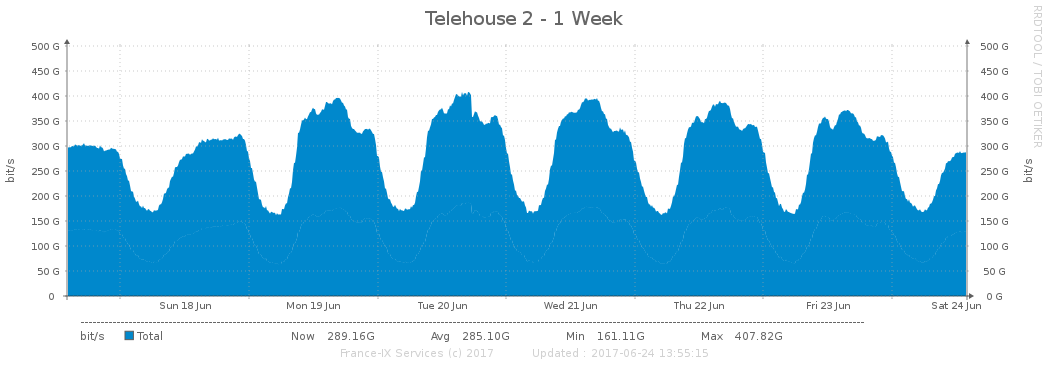 Telehouse 2 - 1 Week
RRDTOOL / TOBI OETIKER
500 G 500 G
450 G 450 G
400 G 400 G
350 G 350 G
300 G 300 G
250 G 250 G
200 G 200 G
150 G 150 G
100 G 100 G
50 G 50 G
0 0 G
bit/s
bit/s
Sun 18 Jun Mon 19 Jun Tue 20 Jun Wed 21 Jun Thu 22 Jun Fri 23 Jun Sat 24 Jun
bit/s Total Now 289.16G Avg 285.10G Min 161.11G Max 407.82G
France-IX Services (c) 2017 Updated : 2017-06-24 13:55:15